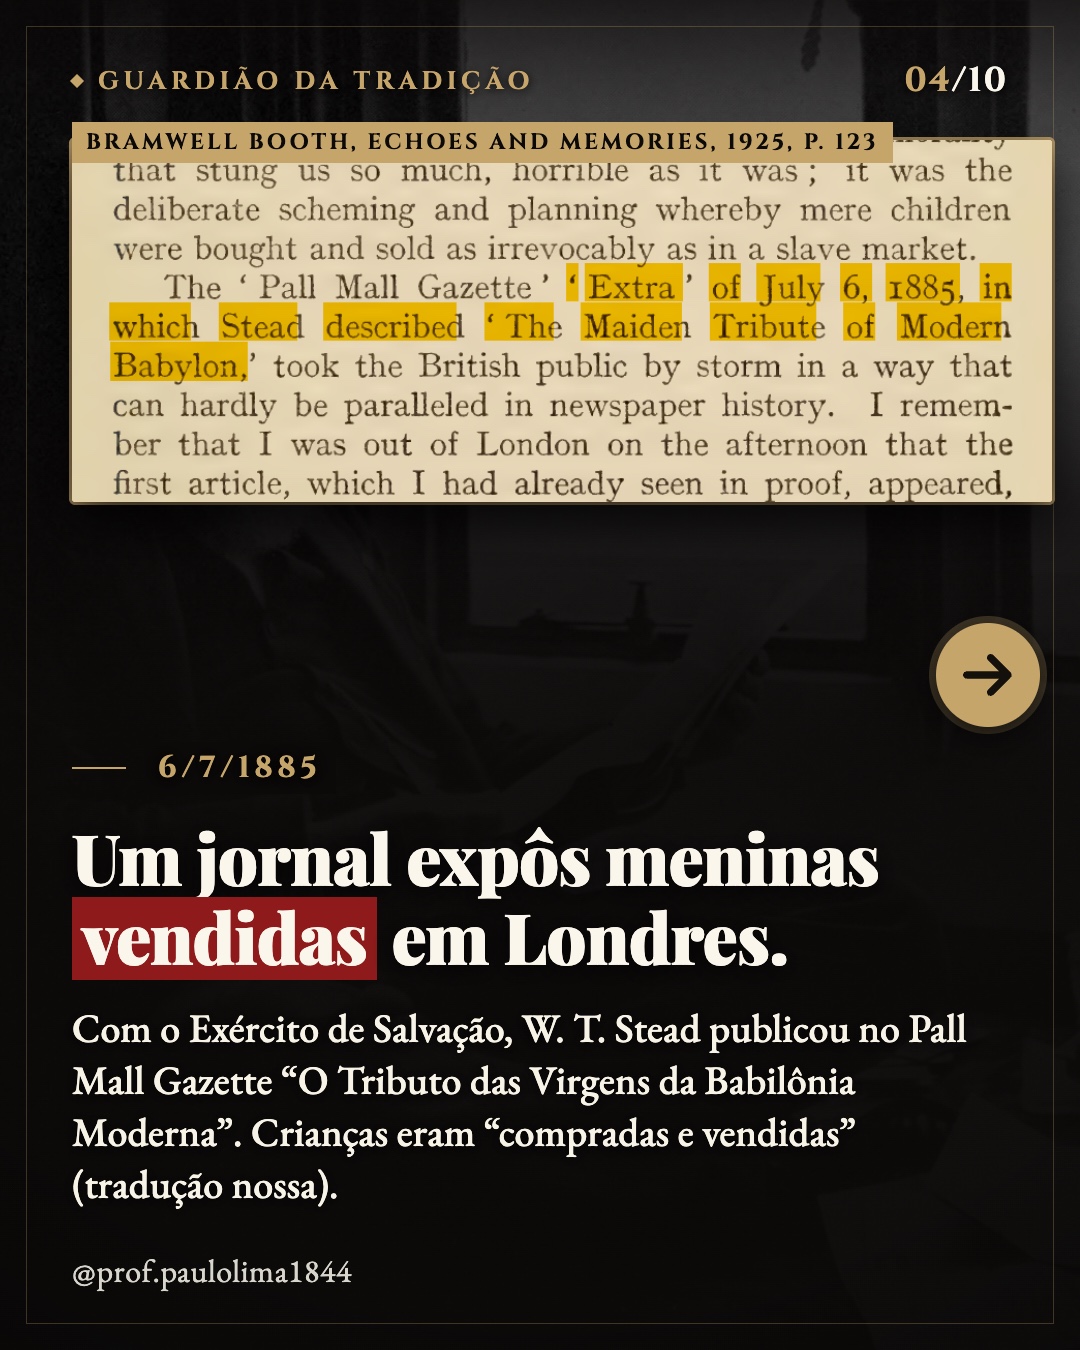 GUARDIÃO DA TRADIÇÃO
04/10
BRAMWELL BOOTH, ECHOES AND MEMORIES, 1925, P. 123
that stung us so much, horrible as it was ; it was the
deliberate scheming and planning whereby mere children
were bought and sold as irrevocably as in a slave market.
The ‘ Pall Mall Gazette ’ ‘ Extra ’ of July 6, 1885, in
which Stead described ‘ The Maiden Tribute of Modern
Babylon,’ took the British public by storm in a way that
can hardly be paralleled in newspaper history. I remem-
ber that I was out of London on the afternoon that the
first article, which I had already seen in proof, appeared,
6/7/1885
Um jornal expôs meninas
vendidas em Londres.
Com o Exército de Salvação, W. T. Stead publicou no Pall
Mall Gazette “O Tributo das Virgens da Babilônia
Moderna”. Crianças eram “compradas e vendidas”
(tradução nossa).
@prof.paulolima1844